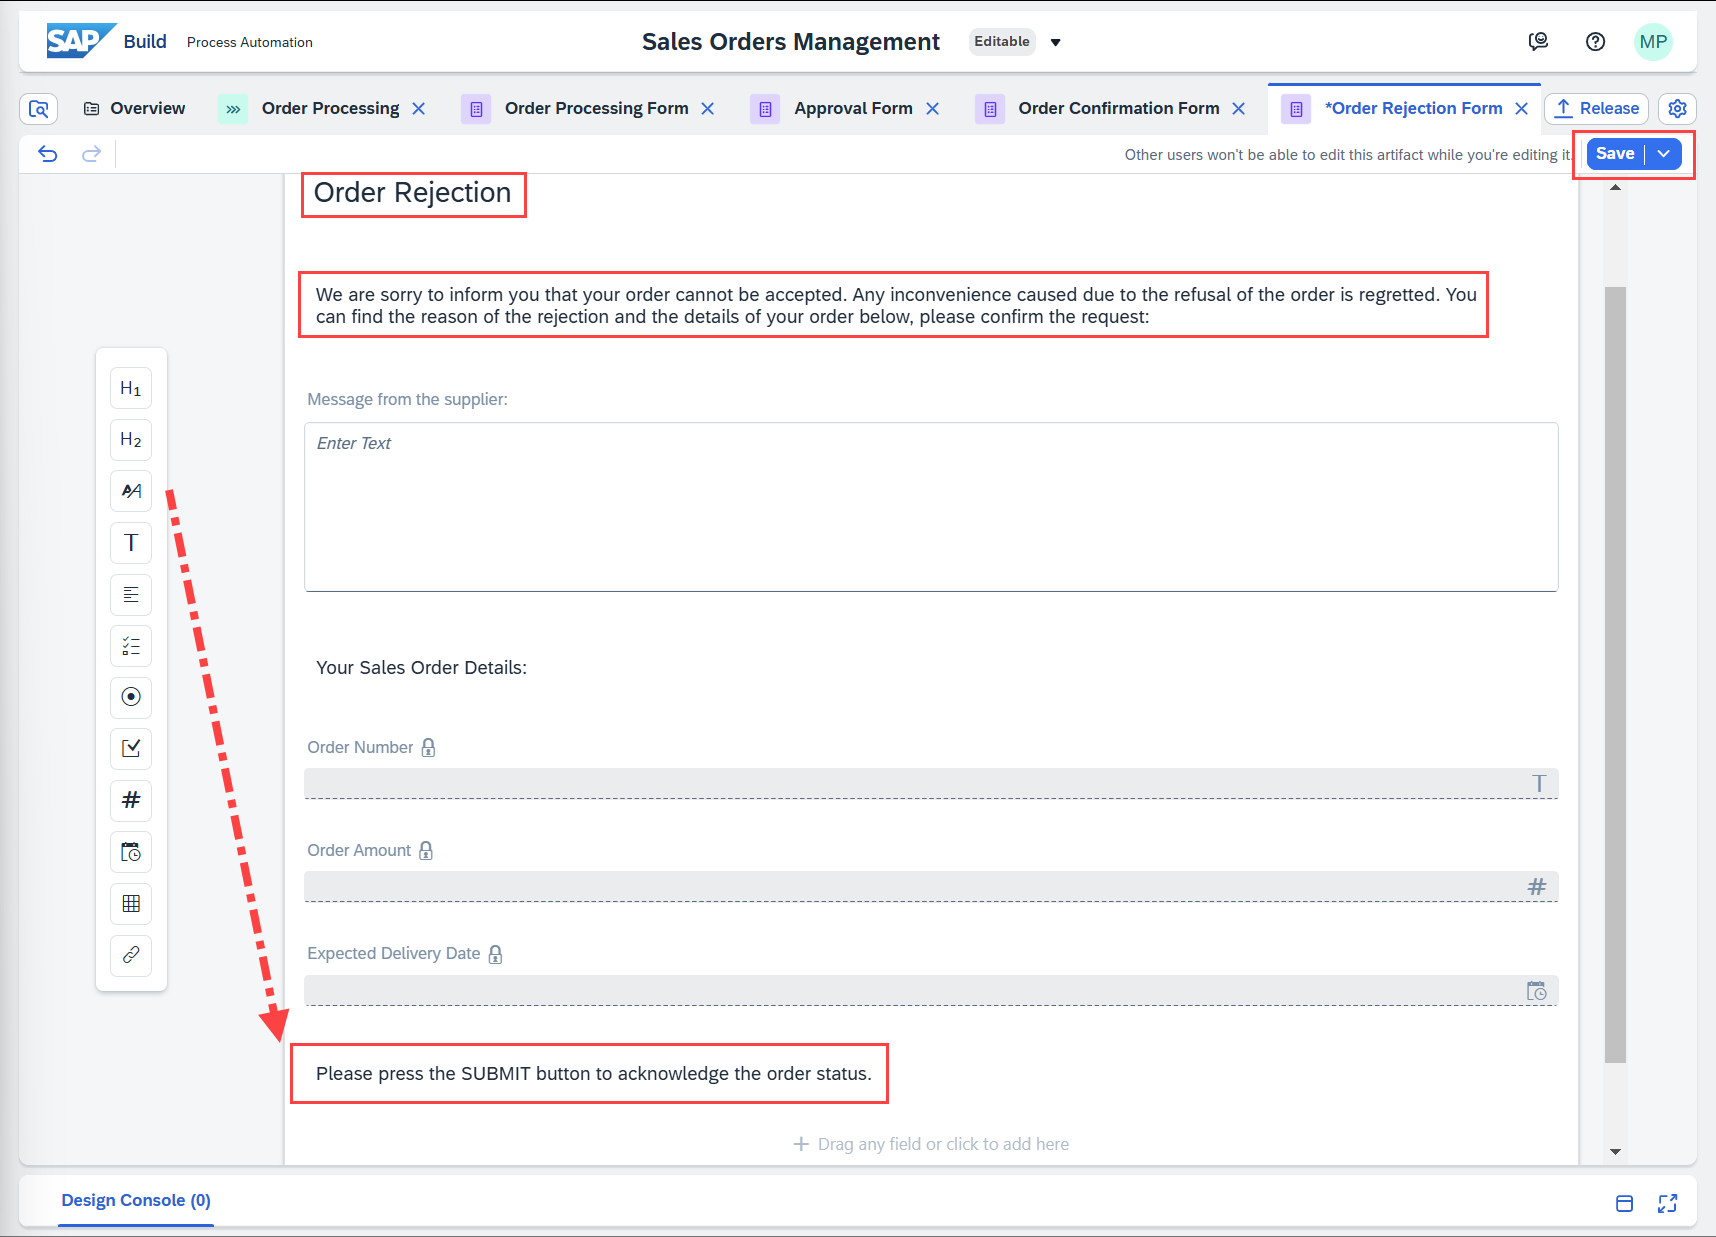 SAP Build Process Automation
Sales Orders Management Editable
MP
Overview
Order Processing
Order Processing Form
Approval Form
Order Confirmation Form
*Order Rejection Form
Release
Other users won't be able to edit this artifact while you're editing it.
Save
Order Rejection
We are sorry to inform you that your order cannot be accepted. Any inconvenience caused due to the refusal of the order is regretted. You
can find the reason of the rejection and the details of your order below, please confirm the request:
Message from the supplier:
Enter Text
H1
H2
AA
T
#
Your Sales Order Details:
Order Number
T
Order Amount
#
Expected Delivery Date
Please press the SUBMIT button to acknowledge the order status.
+ Drag any field or click to add here
Design Console (0)